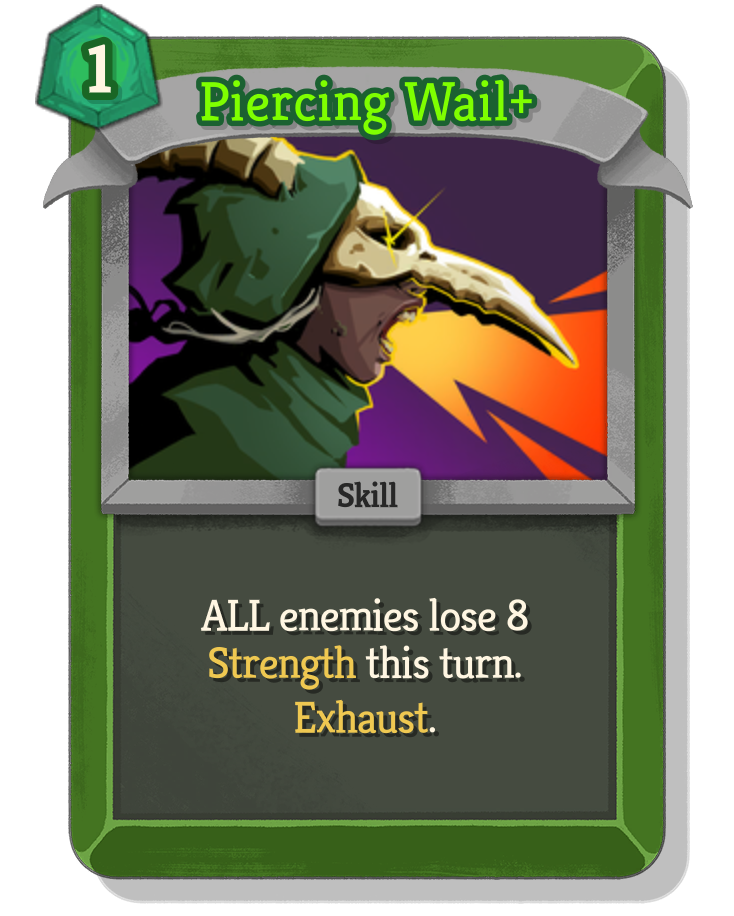 1
Piercing Wail+
Skill
ALL enemies lose 8
Strength this turn.
Exhaust.